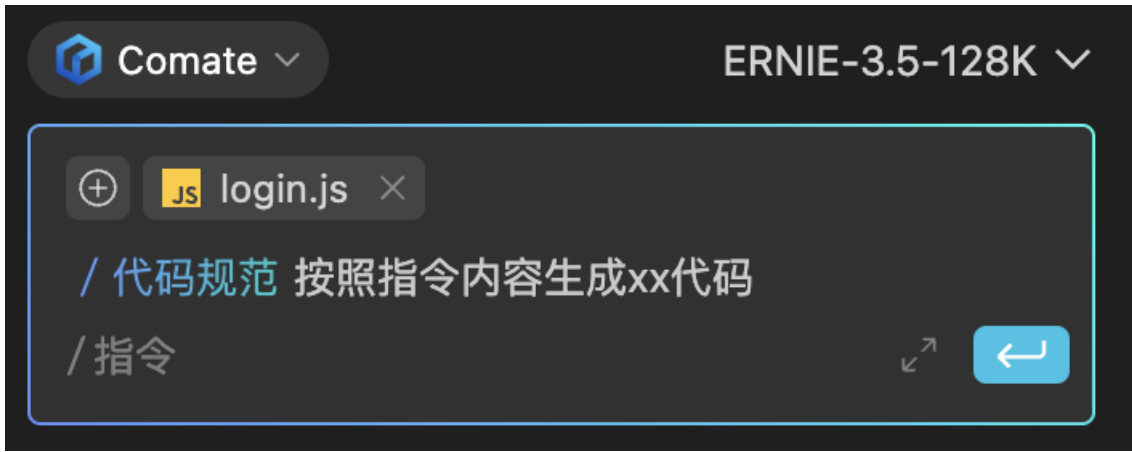 Comate ERNIE-3.5-128K
JS login.js
/ 代码规范 按照指令内容生成xx代码
/ 指令